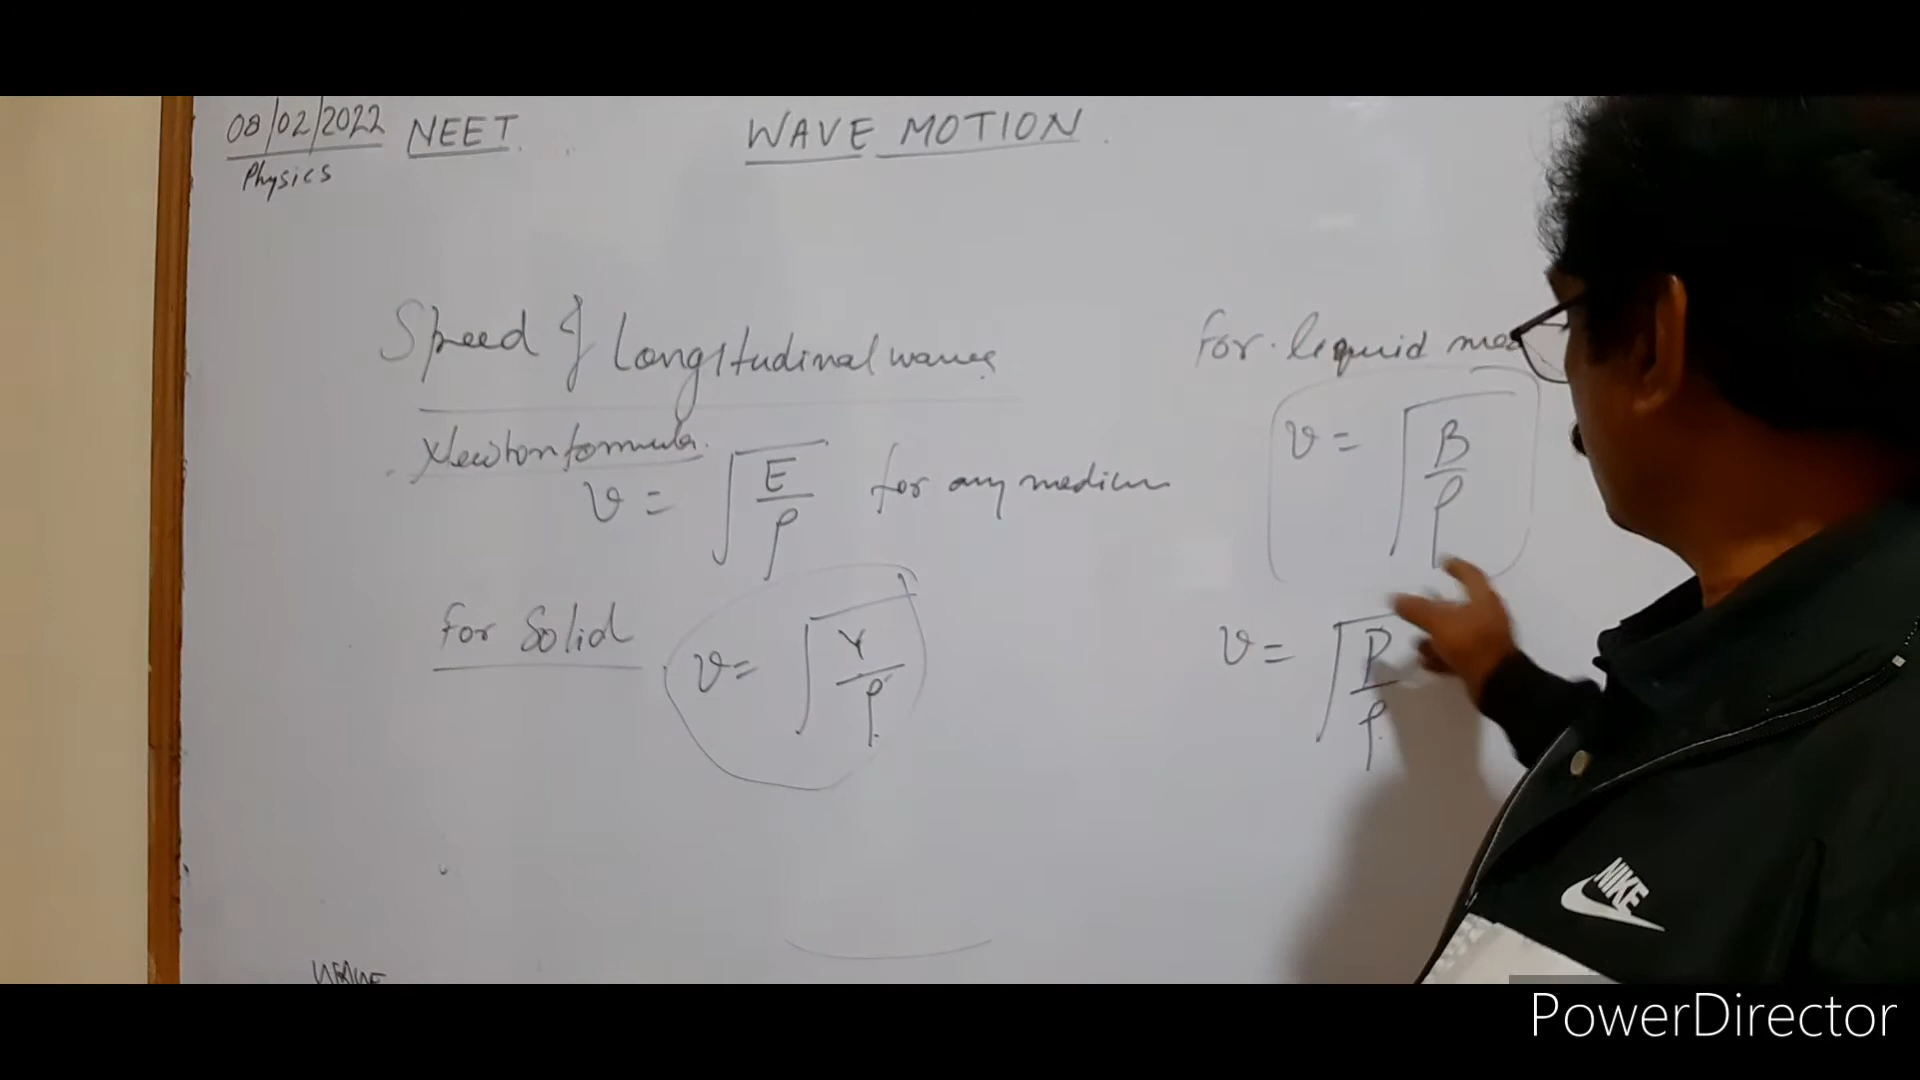 08/02/2022 NEET.
Physics
WAVE MOTION.
Speed of longitudinal waves
Newton formula.
v = √E/ρ for any medium
For Solid v = √Y/ρ
For liquid
v = √B/ρ
v = √P/ρ
NIKE
PowerDirector